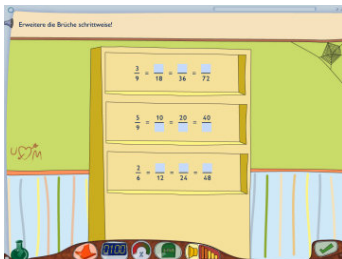 Erweitere die Brüche schrittweise!
3/9 = /18 = /36 = /72
5/9 = 10/ = 20/ = 40/
2/6 = /12 = /24 = /48
U M